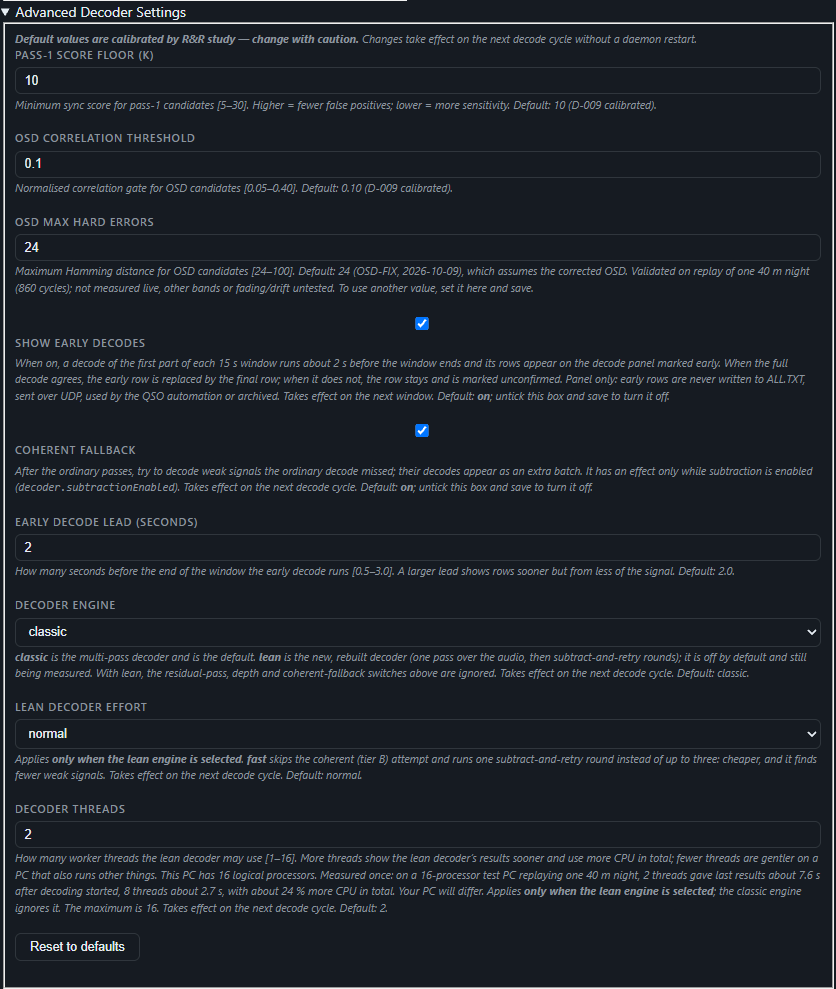 ▼ Advanced Decoder Settings
Default values are calibrated by R&R study — change with caution. Changes take effect on the next decode cycle without a daemon restart.
PASS-1 SCORE FLOOR (K)
10
Minimum sync score for pass-1 candidates [5–30]. Higher = fewer false positives; lower = more sensitivity. Default: 10 (D-009 calibrated).
OSD CORRELATION THRESHOLD
0.1
Normalised correlation gate for OSD candidates [0.05–0.40]. Default: 0.10 (D-009 calibrated).
OSD MAX HARD ERRORS
24
Maximum Hamming distance for OSD candidates [24–100]. Default: 24 (OSD-FIX, 2026-10-09), which assumes the corrected OSD. Validated on replay of one 40 m night
(860 cycles); not measured live, other bands or fading/drift untested. To use another value, set it here and save.
SHOW EARLY DECODES
When on, a decode of the first part of each 15 s window runs about 2 s before the window ends and its rows appear on the decode panel marked early. When the full
decode agrees, the early row is replaced by the final row; when it does not, the row stays and is marked unconfirmed. Panel only: early rows are never written to ALL.TXT,
sent over UDP, used by the QSO automation or archived. Takes effect on the next window. Default: on; untick this box and save to turn it off.
COHERENT FALLBACK
After the ordinary passes, try to decode weak signals the ordinary decode missed; their decodes appear as an extra batch. It has an effect only while subtraction is enabled
(decoder.subtractionEnabled). Takes effect on the next decode cycle. Default: on; untick this box and save to turn it off.
EARLY DECODE LEAD (SECONDS)
2
How many seconds before the end of the window the early decode runs [0.5–3.0]. A larger lead shows rows sooner but from less of the signal. Default: 2.0.
DECODER ENGINE
classic
classic is the multi-pass decoder and is the default. lean is the new, rebuilt decoder (one pass over the audio, then subtract-and-retry rounds); it is off by default and still
being measured. With lean, the residual-pass, depth and coherent-fallback switches above are ignored. Takes effect on the next decode cycle. Default: classic.
LEAN DECODER EFFORT
normal
Applies only when the lean engine is selected. fast skips the coherent (tier B) attempt and runs one subtract-and-retry round instead of up to three: cheaper, and it finds
fewer weak signals. Takes effect on the next decode cycle. Default: normal.
DECODER THREADS
2
How many worker threads the lean decoder may use [1–16]. More threads show the lean decoder's results sooner and use more CPU in total; fewer threads are gentler on a
PC that also runs other things. This PC has 16 logical processors. Measured once: on a 16-processor test PC replaying one 40 m night, 2 threads gave last results about 7.6 s
after decoding started, 8 threads about 2.7 s, with about 24 % more CPU in total. Your PC will differ. Applies only when the lean engine is selected; the classic engine
ignores it. The maximum is 16. Takes effect on the next decode cycle. Default: 2.
Reset to defaults